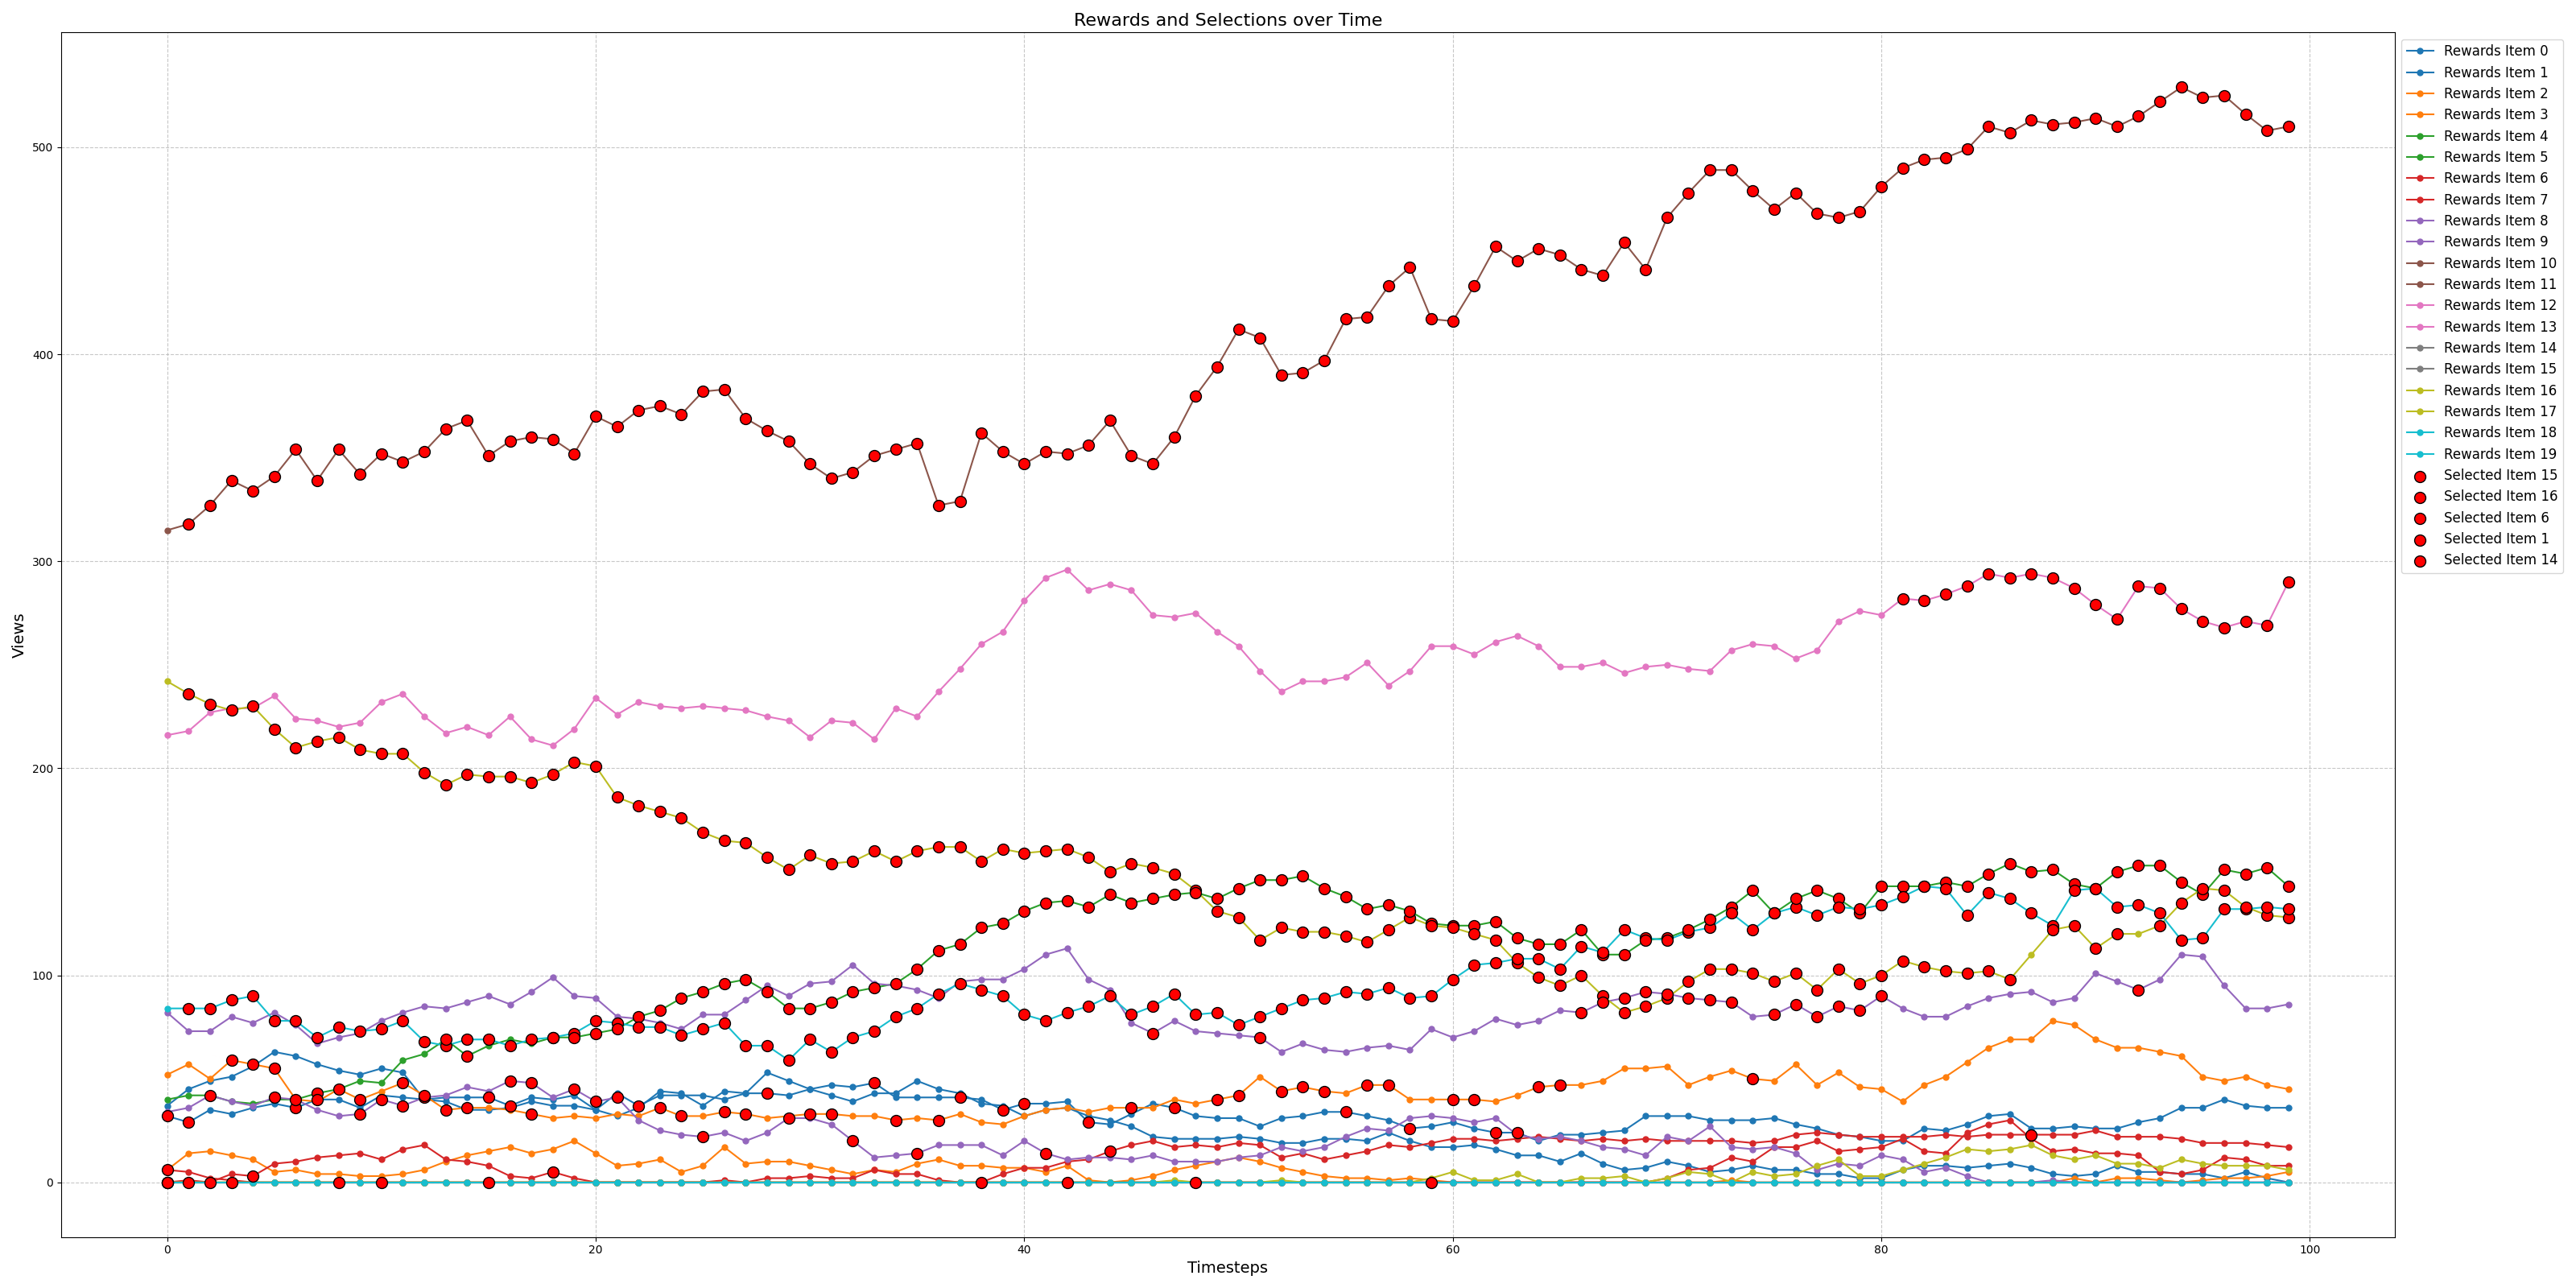 Rewards and Selections over Time
Views
500
400
300
200
100
0
0
20
40
60
80
100
Timesteps
Rewards Item 0
Rewards Item 1
Rewards Item 2
Rewards Item 3
Rewards Item 4
Rewards Item 5
Rewards Item 6
Rewards Item 7
Rewards Item 8
Rewards Item 9
Rewards Item 10
Rewards Item 11
Rewards Item 12
Rewards Item 13
Rewards Item 14
Rewards Item 15
Rewards Item 16
Rewards Item 17
Rewards Item 18
Rewards Item 19
Selected Item 15
Selected Item 16
Selected Item 6
Selected Item 1
Selected Item 14